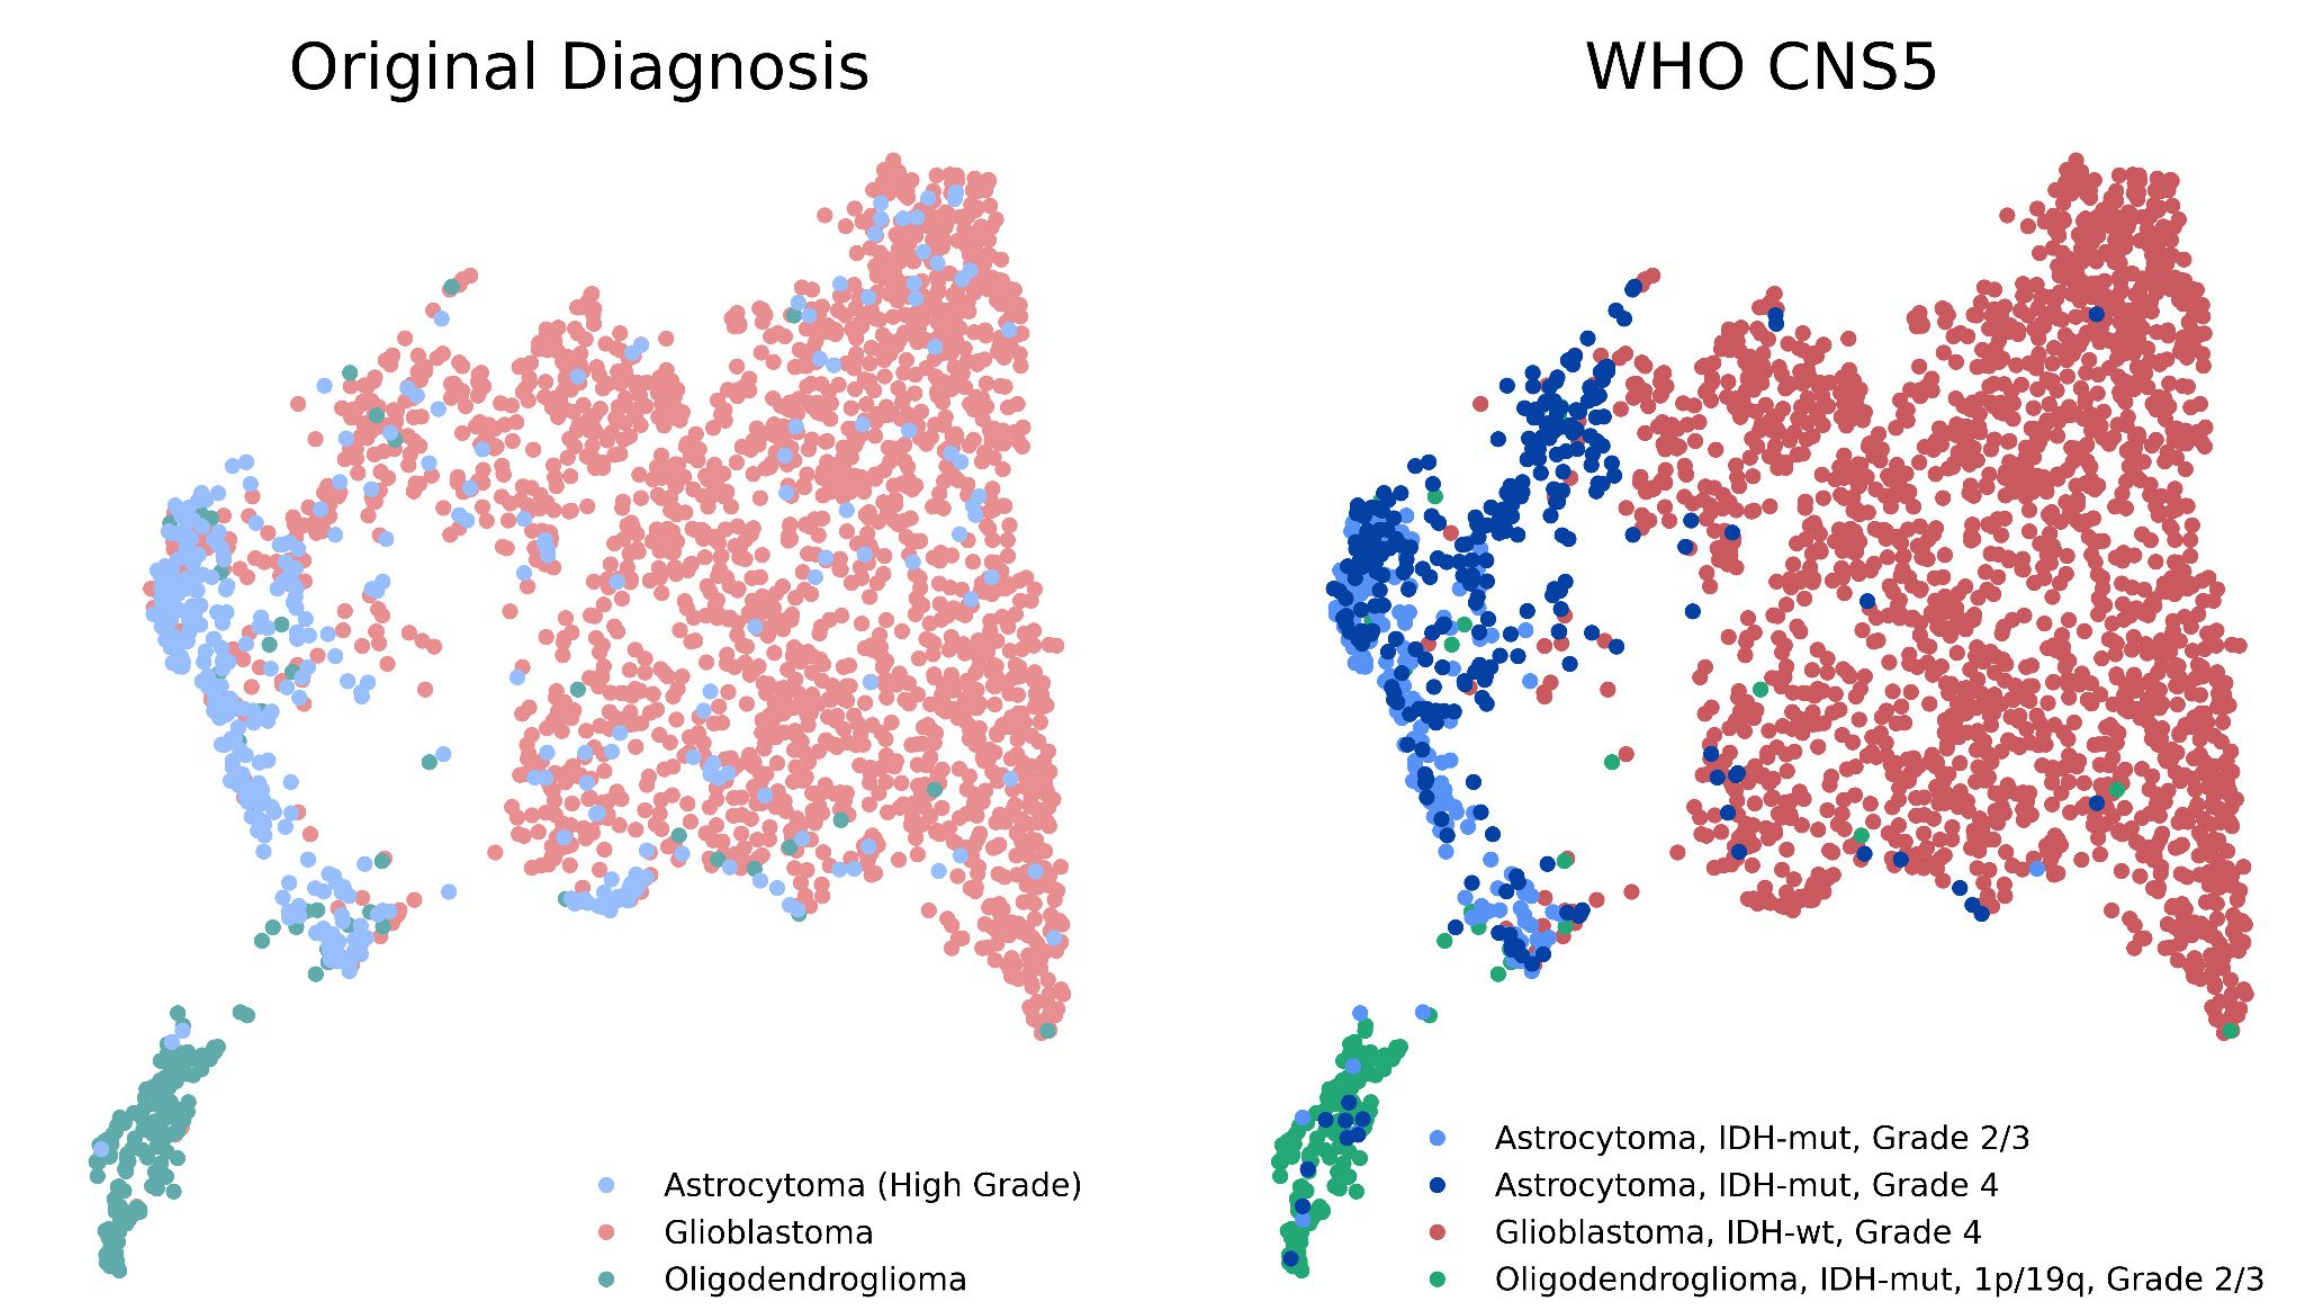 Original Diagnosis
WHO CNS5
Astrocytoma (High Grade)
Glioblastoma
Oligodendroglioma
Astrocytoma, IDH-mut, Grade 2/3
Astrocytoma, IDH-mut, Grade 4
Glioblastoma, IDH-wt, Grade 4
Oligodendroglioma, IDH-mut, 1p/19q, Grade 2/3